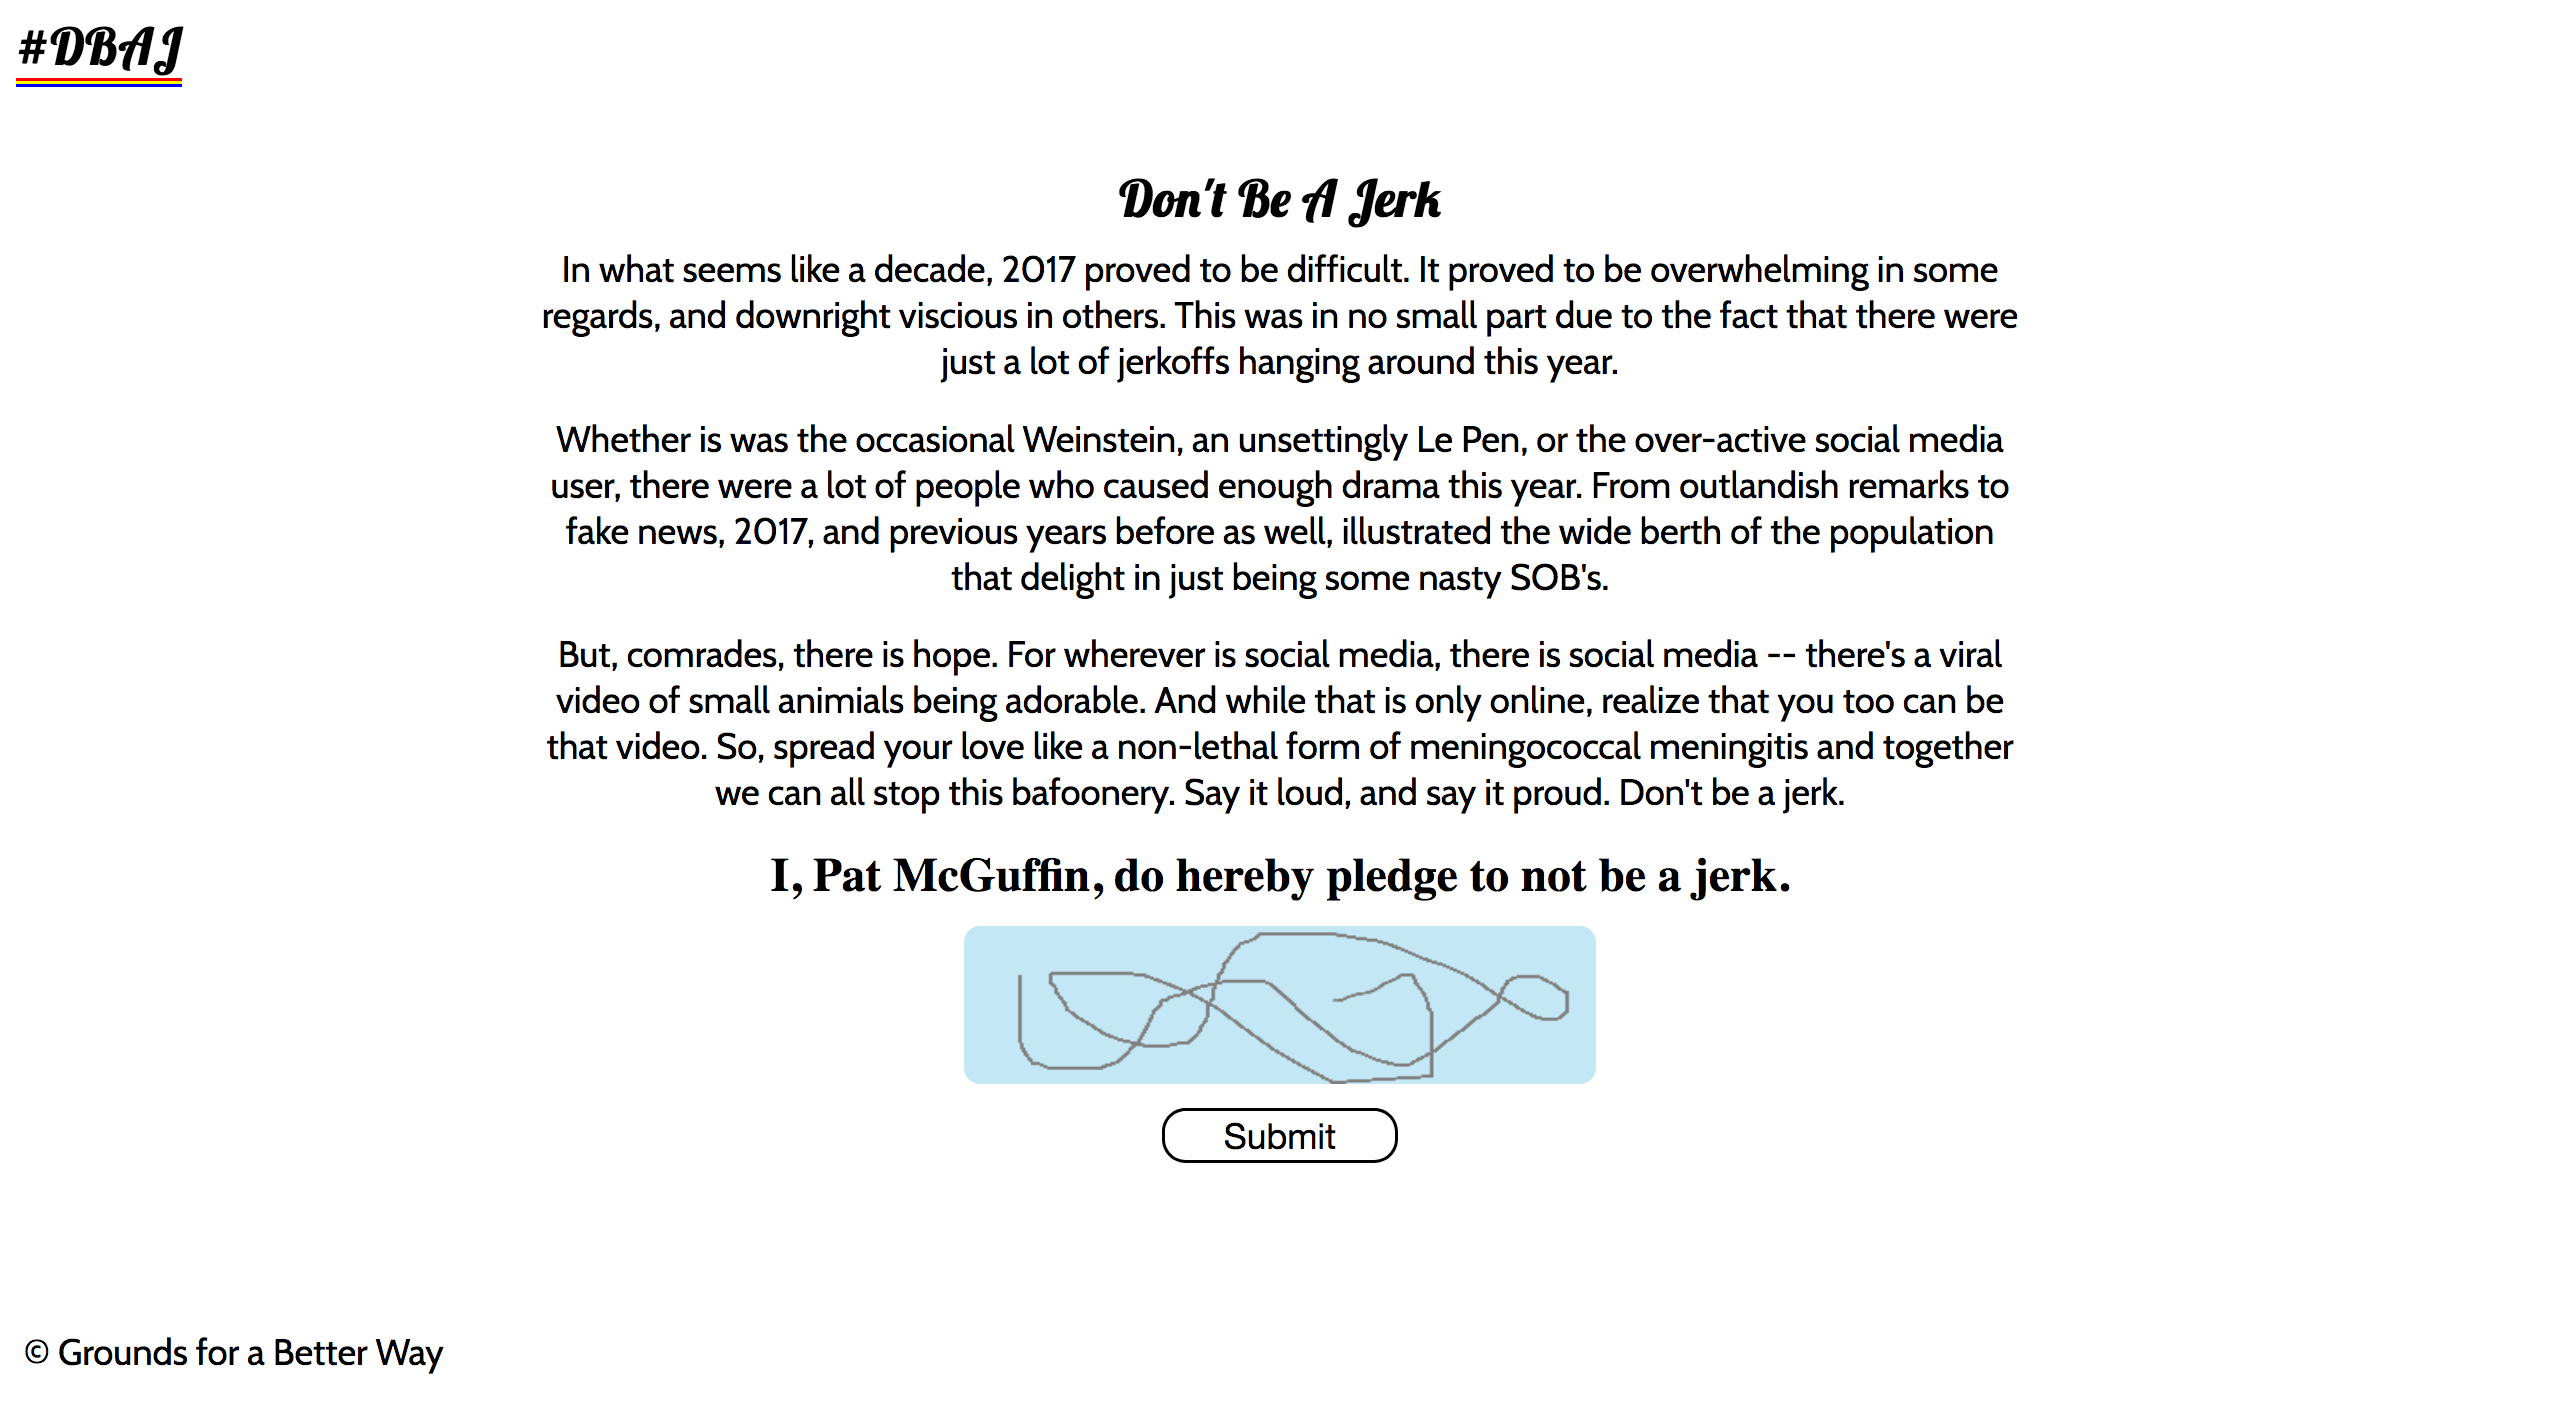 #DBAJ
Don't Be A Jerk
In what seems like a decade, 2017 proved to be difficult. It proved to be overwhelming in some
regards, and downright viscious in others. This was in no small part due to the fact that there were
just a lot of jerkoffs hanging around this year.
Whether is was the occasional Weinstein, an unsettingly Le Pen, or the over-active social media
user, there were a lot of people who caused enough drama this year. From outlandish remarks to
fake news, 2017, and previous years before as well, illustrated the wide berth of the population
that delight in just being some nasty SOB's.
But, comrades, there is hope. For wherever is social media, there is social media -- there's a viral
video of small animials being adorable. And while that is only online, realize that you too can be
that video. So, spread your love like a non-lethal form of meningococcal meningitis and together
we can all stop this bafoonery. Say it loud, and say it proud. Don't be a jerk.
I, Pat McGuffin, do hereby pledge to not be a jerk.
Submit
© Grounds for a Better Way